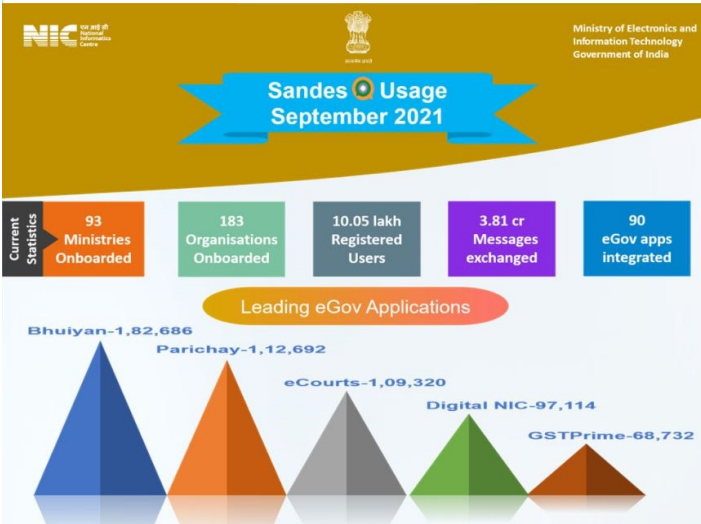 NIC
एन आई सी
National
Informatics
Centre
Ministry of Electronics and
Information Technology
Government of India
Sandes Usage
September 2021
Current
Statistics
93
Ministries
Onboarded
183
Organisations
Onboarded
10.05 lakh
Registered
Users
3.81 cr
Messages
exchanged
90
eGov apps
integrated
Leading eGov Applications
Bhuiyan-1,82,686
Parichay-1,12,692
eCourts-1,09,320
Digital NIC-97,114
GSTPrime-68,732